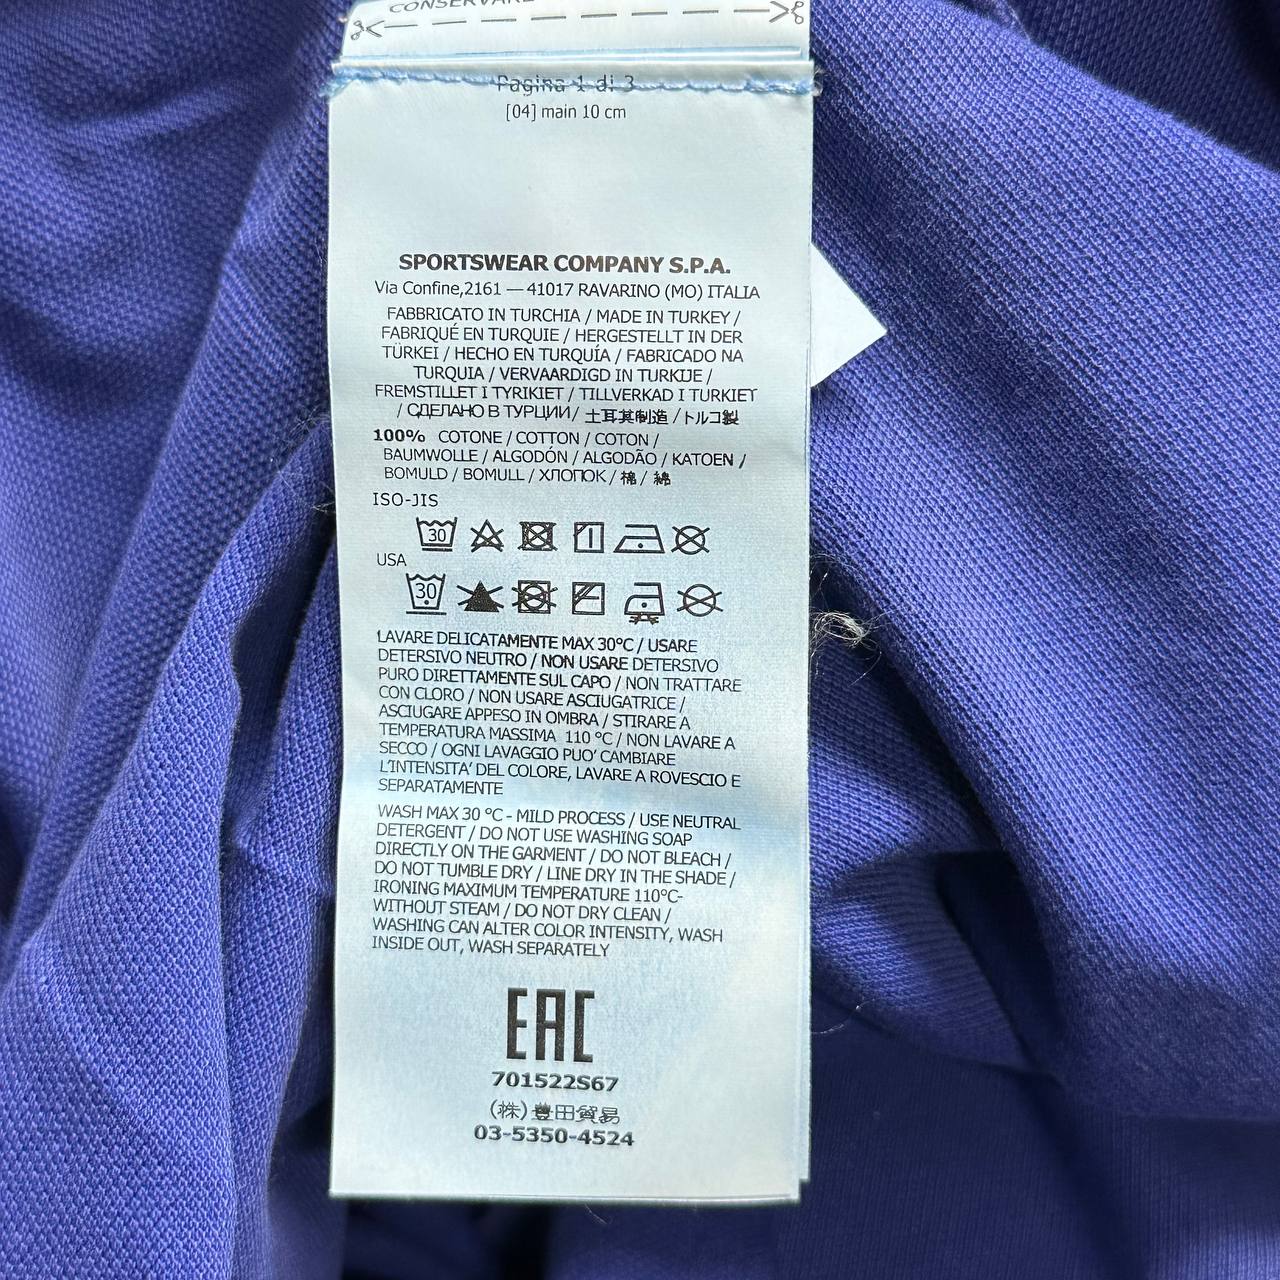 CONSERVARE
Pagina 1 di 3
[04] main 10 cm
SPORTSWEAR COMPANY S.P.A.
Via Confine,2161 — 41017 RAVARINO (MO) ITALIA
FABBRICATO IN TURCHIA / MADE IN TURKEY /
FABRIQUÉ EN TURQUIE / HERGESTELLT IN DER
TÜRKEI / HECHO EN TURQUÍA / FABRICADO NA
TURQUIA / VERVAARDIGD IN TURKIJE /
FREMSTILLET I TYRIKIET / TILLVERKAD I TURKIET
/ СДЕЛАНО В ТУРЦИИ / 土耳其制造 / トルコ製
100% COTONE / COTTON / COTON /
BAUMWOLLE / ALGODÓN / ALGODÃO / KATOEN /
BOMULD / BOMULL / ХЛОПОК / 棉 / 綿
ISO-JIS
30
USA
30
LAVARE DELICATAMENTE MAX 30°C / USARE
DETERSIVO NEUTRO / NON USARE DETERSIVO
PURO DIRETTAMENTE SUL CAPO / NON TRATTARE
CON CLORO / NON USARE ASCIUGATRICE /
ASCIUGARE APPESO IN OMBRA / STIRARE A
TEMPERATURA MASSIMA 110 °C / NON LAVARE A
SECCO / OGNI LAVAGGIO PUO' CAMBIARE
L'INTENSITA' DEL COLORE, LAVARE A ROVESCIO E
SEPARATAMENTE
WASH MAX 30 °C - MILD PROCESS / USE NEUTRAL
DETERGENT / DO NOT USE WASHING SOAP
DIRECTLY ON THE GARMENT / DO NOT BLEACH /
DO NOT TUMBLE DRY / LINE DRY IN THE SHADE /
IRONING MAXIMUM TEMPERATURE 110°C-
WITHOUT STEAM / DO NOT DRY CLEAN /
WASHING CAN ALTER COLOR INTENSITY, WASH
INSIDE OUT, WASH SEPARATELY
EAC
701522S67
(株)豊田貿易
03-5350-4524